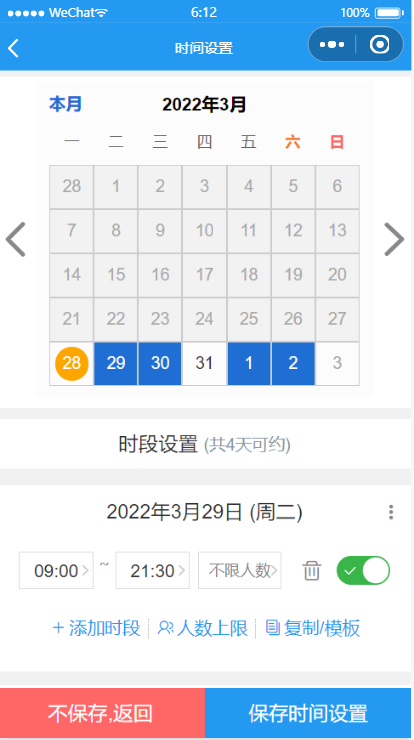 WeChat 6:12 100%
时间设置
本月 2022年3月
一 二 三 四 五 六 日
28 1 2 3 4 5 6
7 8 9 10 11 12 13
14 15 16 17 18 19 20
21 22 23 24 25 26 27
28 29 30 31 1 2 3
时段设置 (共4天可约)
2022年3月29日 (周二)
09:00 ~ 21:30 不限人数
+ 添加时段 人数上限 复制/模板
不保存,返回 保存时间设置